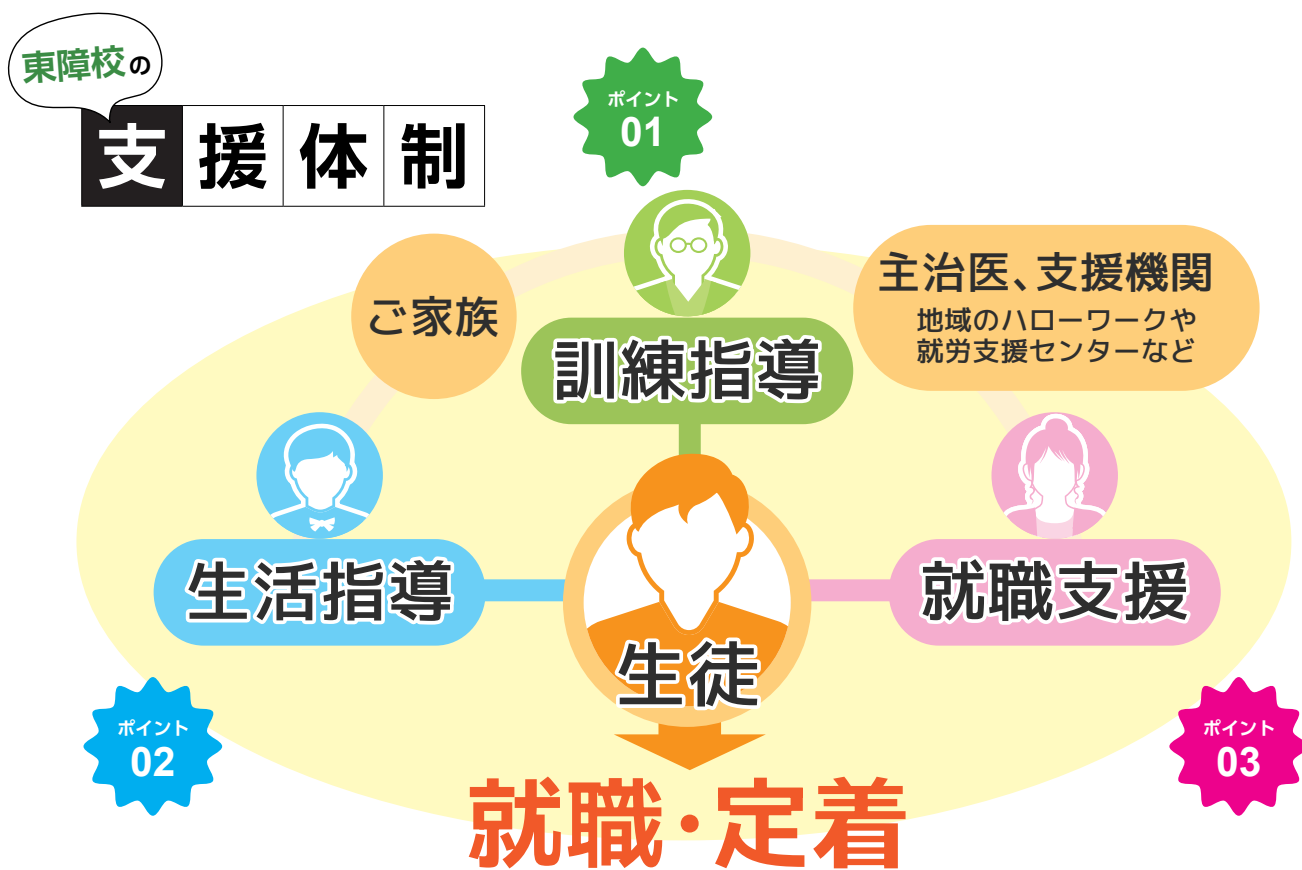 東障校の
支援体制
ポイント
01
ご家族
主治医、支援機関
地域のハローワークや
就労支援センターなど
訓練指導
生活指導
就職支援
生徒
ポイント
02
ポイント
03
就職・定着